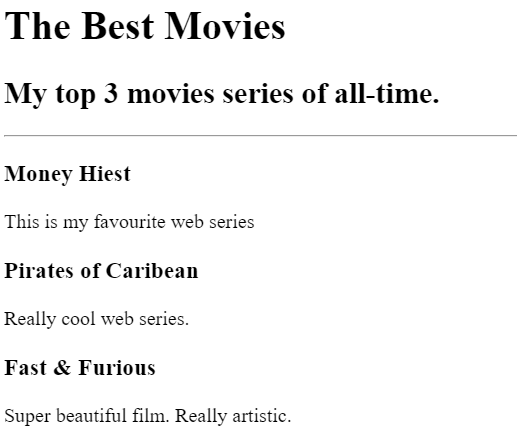 The Best Movies
My top 3 movies series of all-time.
Money Hiest
This is my favourite web series
Pirates of Caribean
Really cool web series.
Fast & Furious
Super beautiful film. Really artistic.